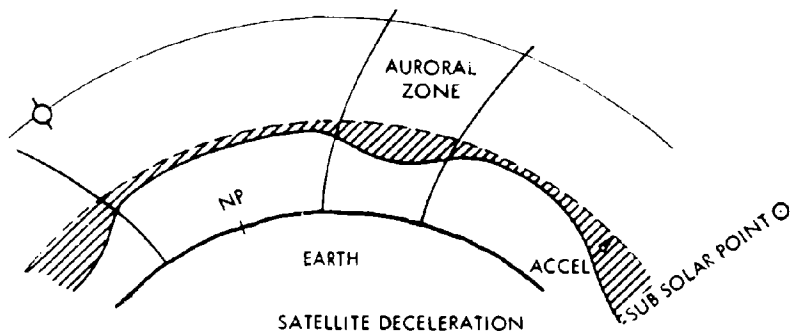 AURORAL
ZONE
NP
EARTH
ACCEL
SUB SOLAR POINT
SATELLITE DECELERATION